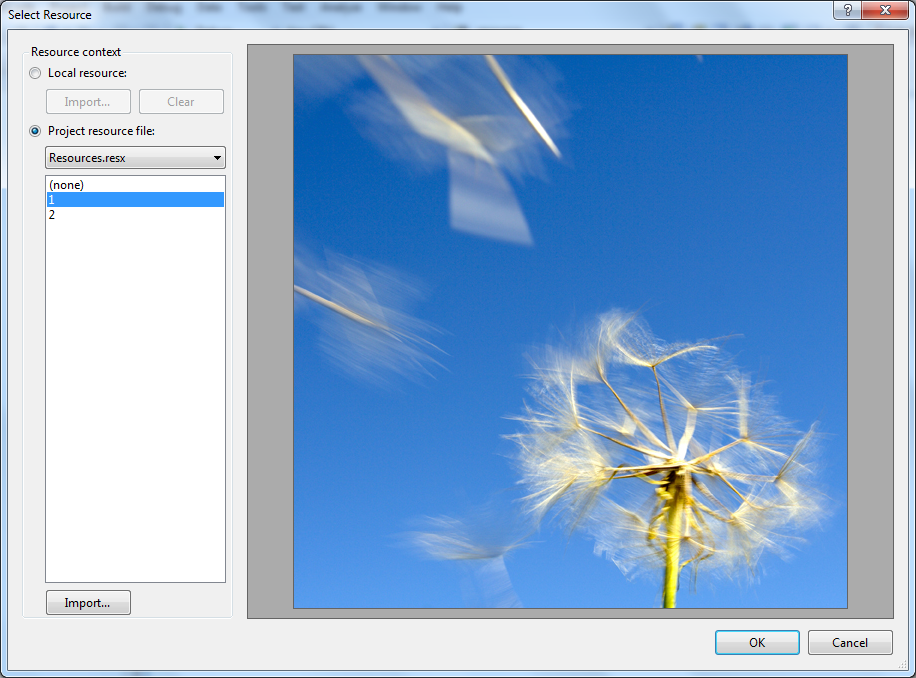 Select Resource
?
Resource context
Local resource:
Import...
Clear
Project resource file:
Resources.resx
(none)
1
2
Import...
OK
Cancel